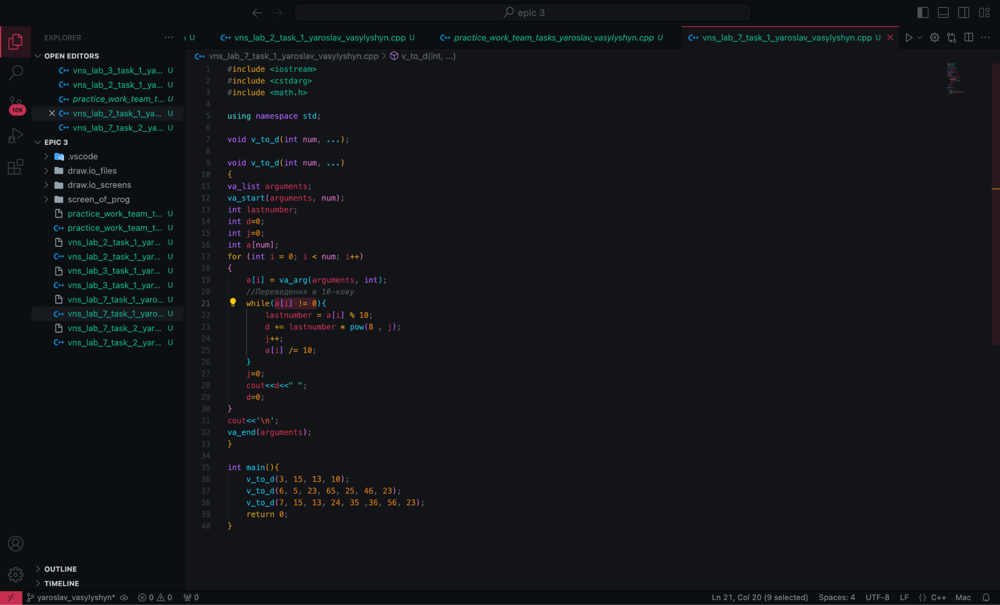 epic 3
EXPLORER
U
vns_lab_2_task_1_yaroslav_vasylyshyn.cpp U
practice_work_team_tasks_yaroslav_vasylyshyn.cpp U
vns_lab_7_task_1_yaroslav_vasylyshyn.cpp U
OPEN EDITORS
vns_lab_3_task_1_ya... U
vns_lab_2_task_1_ya... U
practice_work_team_t... U
vns_lab_7_task_1_ya... U
vns_lab_7_task_2_ya... U
10K
EPIC 3
.vscode
draw.io_files
draw.io_screens
screen_of_prog
practice_work_team_t... U
practice_work_team_t... U
vns_lab_2_task_1_yar... U
vns_lab_2_task_1_yar... U
vns_lab_3_task_1_yar... U
vns_lab_3_task_1_yar... U
vns_lab_7_task_1_yaro... U
vns_lab_7_task_1_yaro... U
vns_lab_7_task_2_yar... U
vns_lab_7_task_2_yar... U
OUTLINE
TIMELINE
vns_lab_7_task_1_yaroslav_vasylyshyn.cpp > v_to_d(int, ...)
1 #include <iostream>
2 #include <cstdarg>
3 #include <math.h>
4
5 using namespace std;
6
7 void v_to_d(int num, ...);
8
9 void v_to_d(int num, ...)
10 {
11 va_list arguments;
12 va_start(arguments, num);
13 int lastnumber;
14 int d=0;
15 int j=0;
16 int a[num];
17 for (int i = 0; i < num; i++)
18 {
19 a[i] = va_arg(arguments, int);
20 //Переведення в 10-кову
21 while(a[i] != 0){
22 lastnumber = a[i] % 10;
23 d += lastnumber * pow(8 , j);
24 j++;
25 a[i] /= 10;
26 }
27 j=0;
28 cout<<d<<" ";
29 d=0;
30 }
31 cout<<'\n';
32 va_end(arguments);
33 }
34
35 int main(){
36 v_to_d(3, 15, 13, 10);
37 v_to_d(6, 5, 23, 65, 25, 46, 23);
38 v_to_d(7, 15, 13, 24, 35 ,36, 56, 23);
39 return 0;
40 }
yaroslav_vasylyshyn* 0 0 0 Ln 21, Col 20 (9 selected) Spaces: 4 UTF-8 LF {} C++ Mac